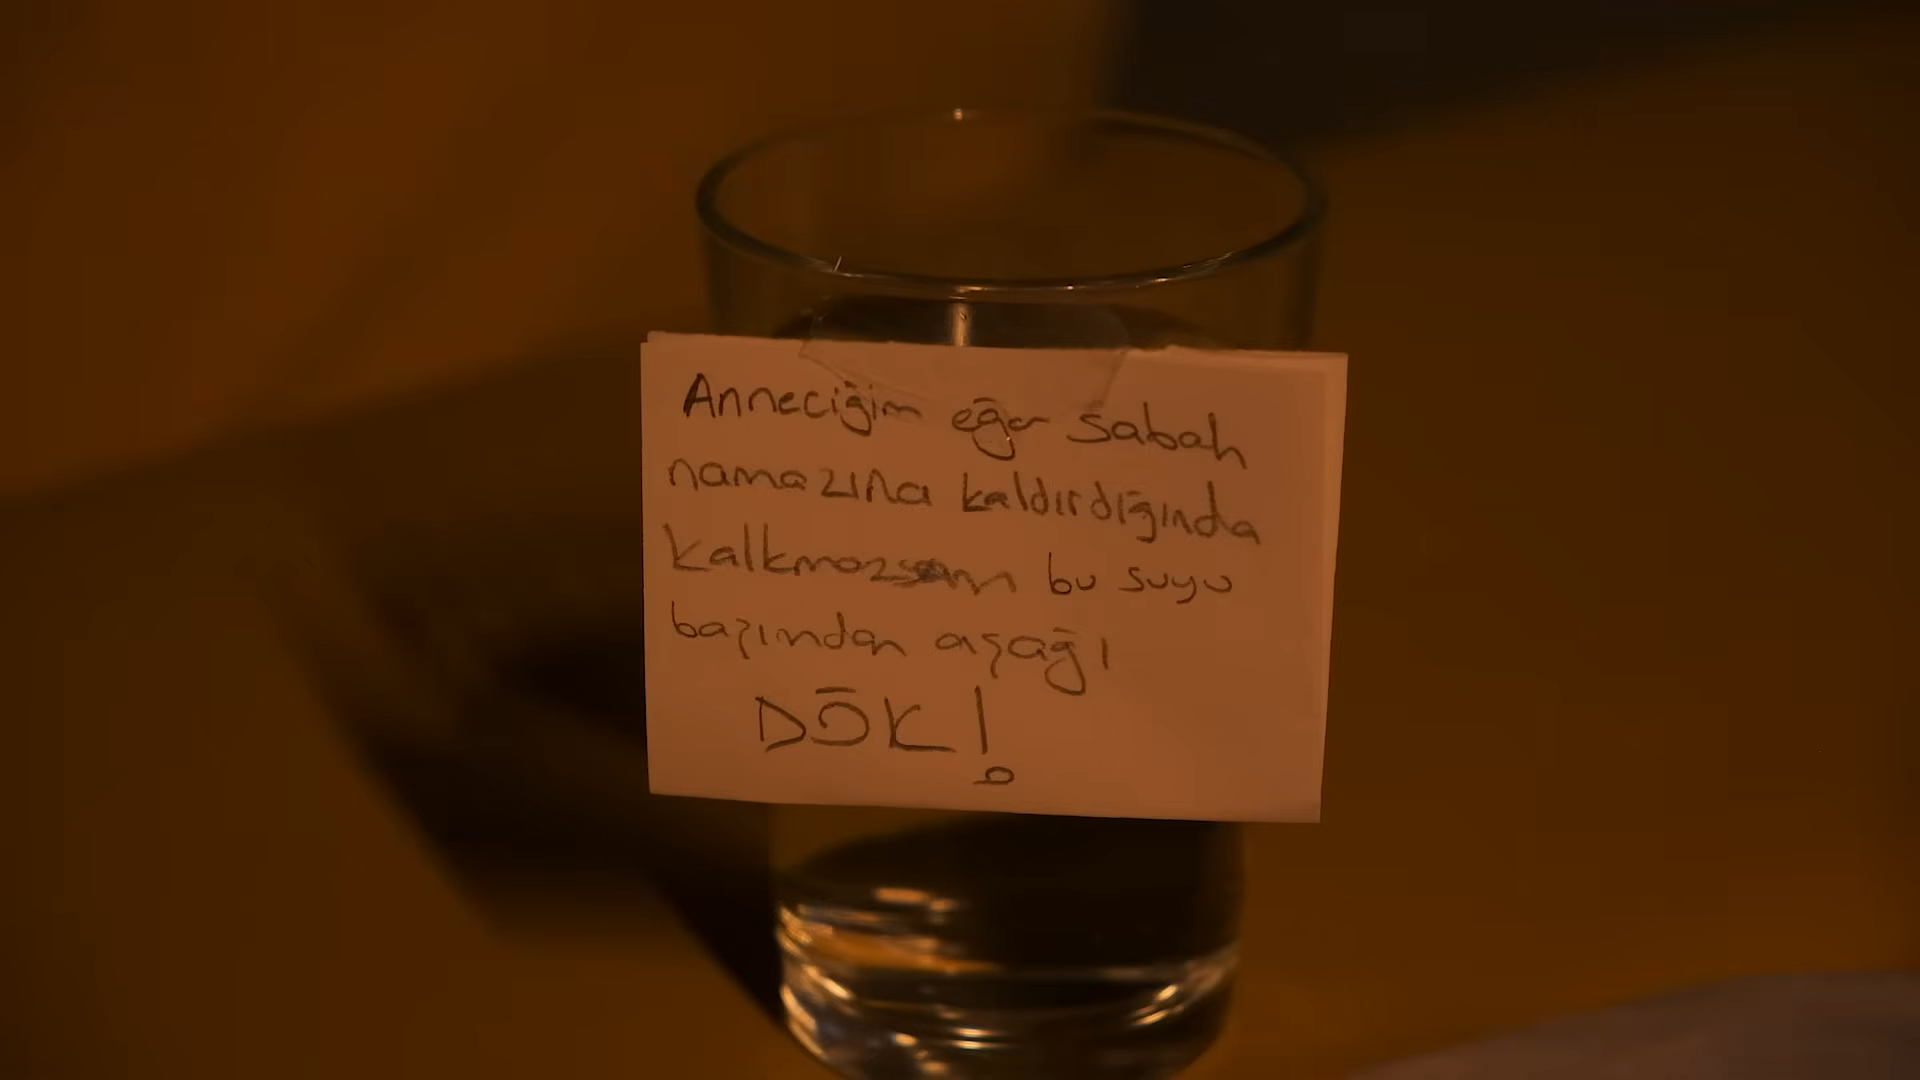 Anneciğim eğer sabah
namazına kaldırdığında
kalkmazsam bu suyu
başından aşağı
DÖK!